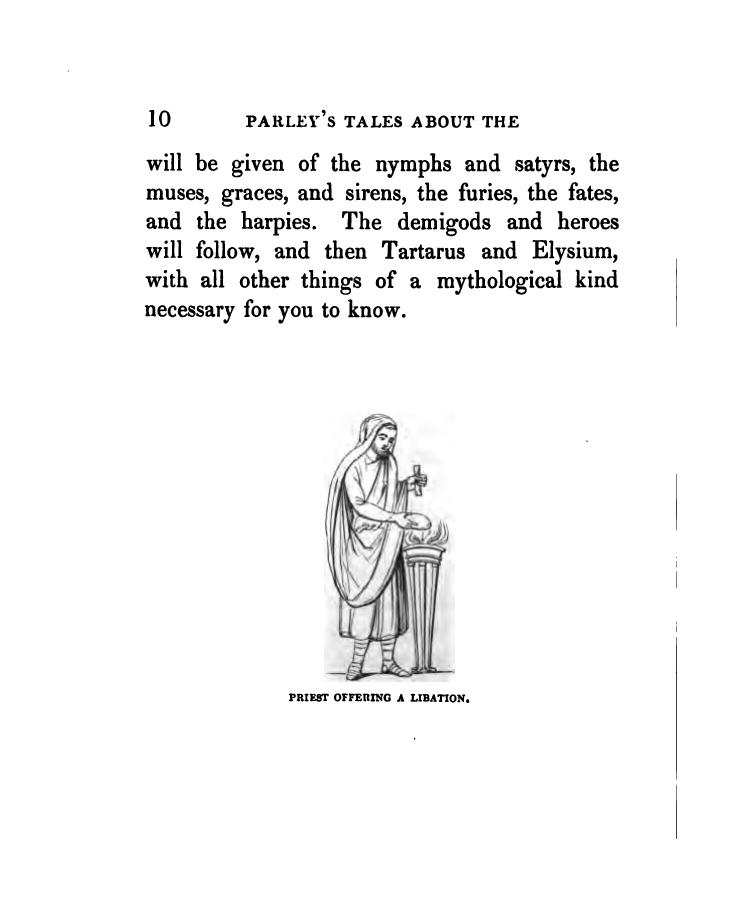 10 PARLEY'S TALES ABOUT THE
will be given of the nymphs and satyrs, the
muses, graces, and sirens, the furies, the fates,
and the harpies. The demigods and heroes
will follow, and then Tartarus and Elysium,
with all other things of a mythological kind
necessary for you to know.
PRIEST OFFERING A LIBATION.